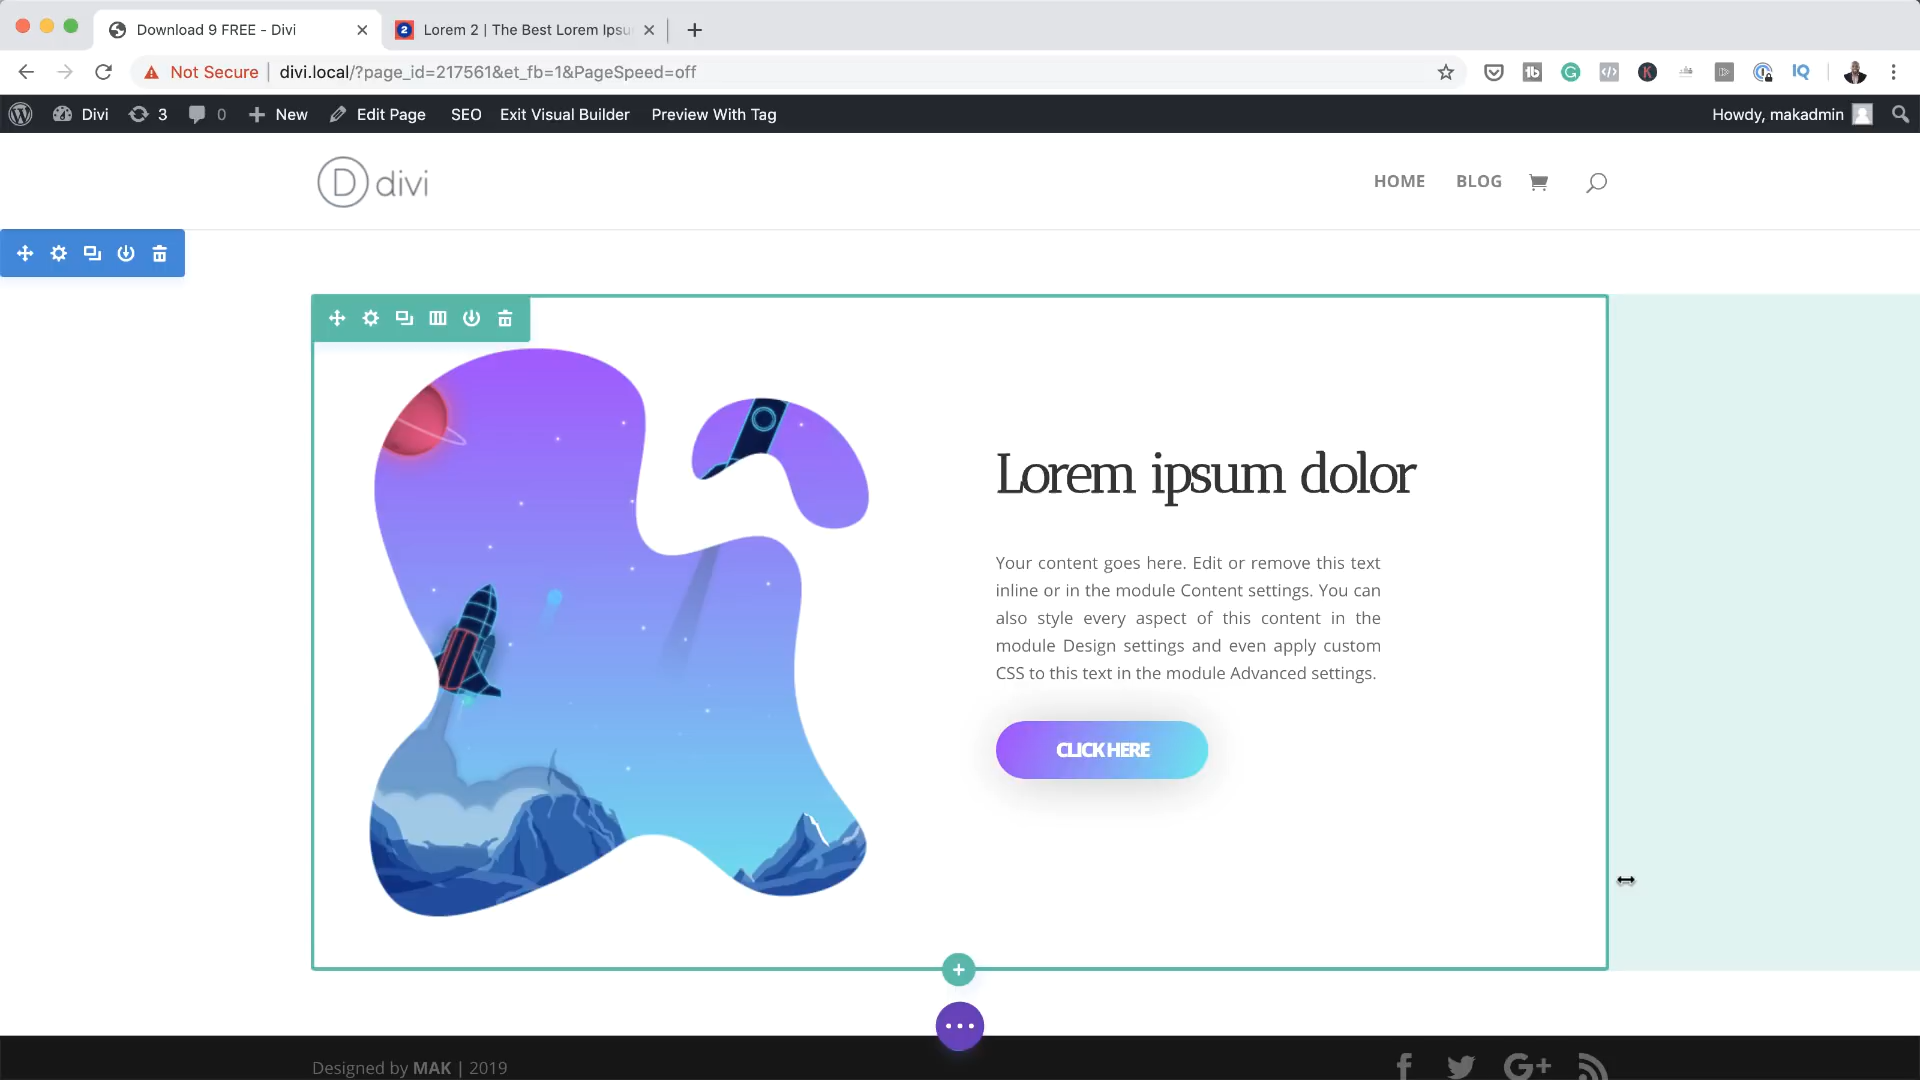 Download 9 FREE - Divi
Lorem 2 | The Best Lorem Ipsu
Not Secure
divi.local/?page_id=217561&et_fb=1&PageSpeed=off
Divi
3
0
New
Edit Page
SEO
Exit Visual Builder
Preview With Tag
Howdy, makadmin
D divi
HOME
BLOG
Lorem ipsum dolor
Your content goes here. Edit or remove this text
inline or in the module Content settings. You can
also style every aspect of this content in the
module Design settings and even apply custom
CSS to this text in the module Advanced settings.
CLICK HERE
Designed by MAK | 2019